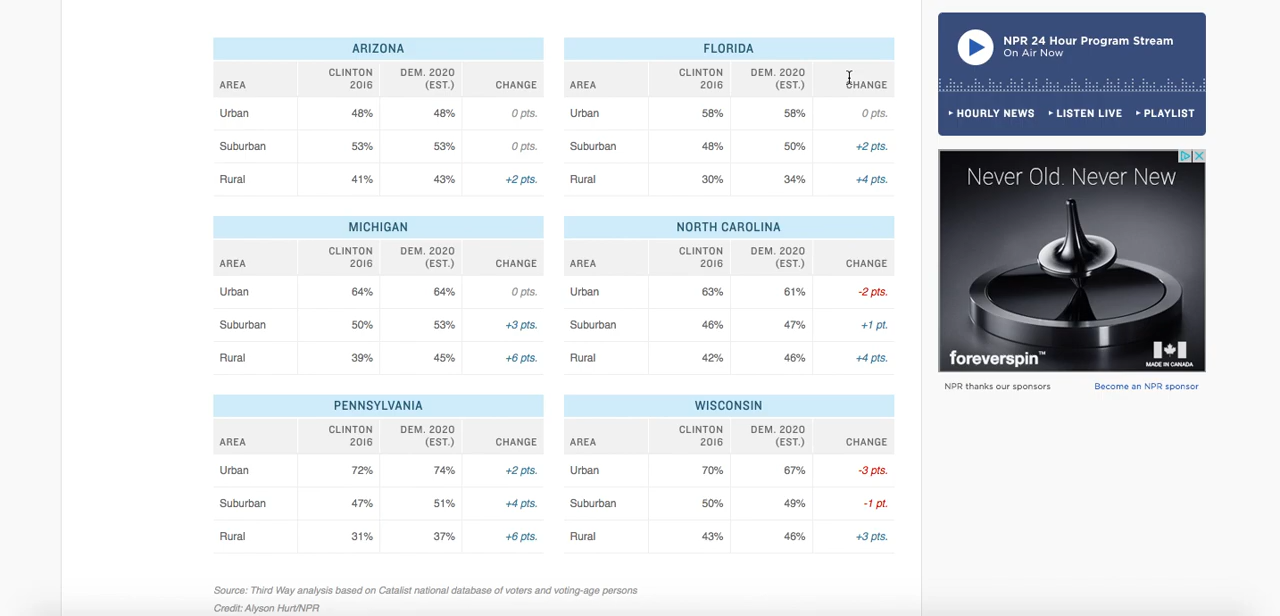 ARIZONA
AREA CLINTON 2016 DEM. 2020 (EST.) CHANGE
Urban 48% 48% 0 pts.
Suburban 53% 53% 0 pts.
Rural 41% 43% +2 pts.
FLORIDA
AREA CLINTON 2016 DEM. 2020 (EST.) CHANGE
Urban 58% 58% 0 pts.
Suburban 48% 50% +2 pts.
Rural 30% 34% +4 pts.
MICHIGAN
AREA CLINTON 2016 DEM. 2020 (EST.) CHANGE
Urban 64% 64% 0 pts.
Suburban 50% 53% +3 pts.
Rural 39% 45% +6 pts.
NORTH CAROLINA
AREA CLINTON 2016 DEM. 2020 (EST.) CHANGE
Urban 63% 61% -2 pts.
Suburban 46% 47% +1 pt.
Rural 42% 46% +4 pts.
PENNSYLVANIA
AREA CLINTON 2016 DEM. 2020 (EST.) CHANGE
Urban 72% 74% +2 pts.
Suburban 47% 51% +4 pts.
Rural 31% 37% +6 pts.
WISCONSIN
AREA CLINTON 2016 DEM. 2020 (EST.) CHANGE
Urban 70% 67% -3 pts.
Suburban 50% 49% -1 pt.
Rural 43% 46% +3 pts.
Source: Third Way analysis based on Catalist national database of voters and voting-age persons
Credit: Alyson Hurt/NPR
NPR 24 Hour Program Stream
On Air Now
HOURLY NEWS LISTEN LIVE PLAYLIST
Never Old. Never New
foreverspin™
MADE IN CANADA
NPR thanks our sponsors Become an NPR sponsor